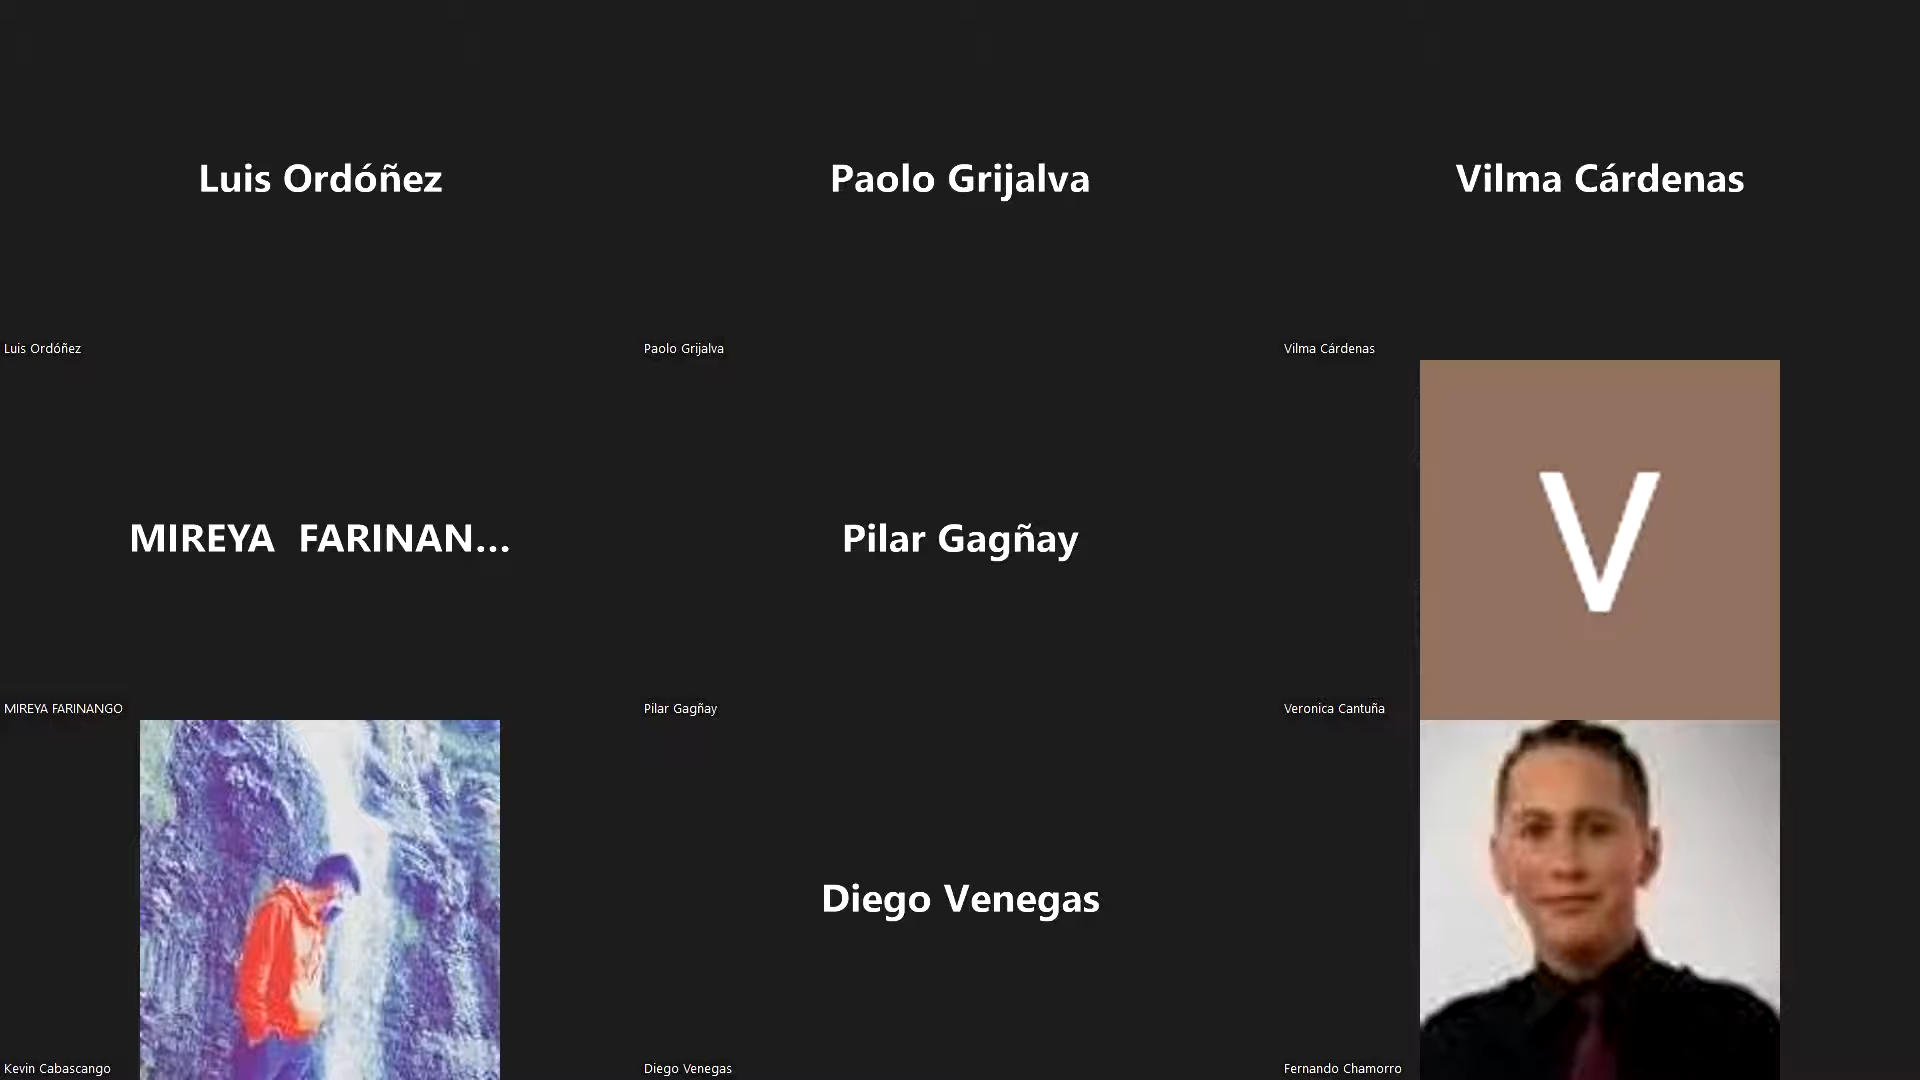 Luis Ordóñez
Paolo Grijalva
Vilma Cárdenas
Luis Ordóñez
Paolo Grijalva
Vilma Cárdenas
MIREYA  FARINAN...
Pilar Gagñay
V
MIREYA FARINANGO
Pilar Gagñay
Veronica Cantuña
Diego Venegas
Kevin Cabascango
Diego Venegas
Fernando Chamorro